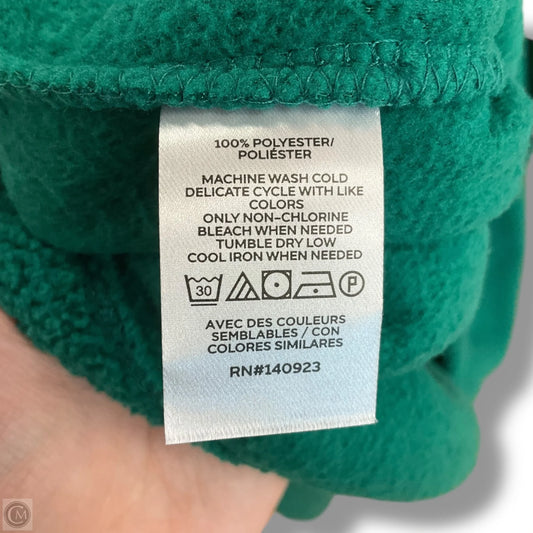 100% POLYESTER/
POLIÉSTER
MACHINE WASH COLD
DELICATE CYCLE WITH LIKE
COLORS
ONLY NON-CHLORINE
BLEACH WHEN NEEDED
TUMBLE DRY LOW
COOL IRON WHEN NEEDED
30 P
AVEC DES COULEURS
SEMBLABLES / CON
COLORES SIMILARES
RN#140923
CM